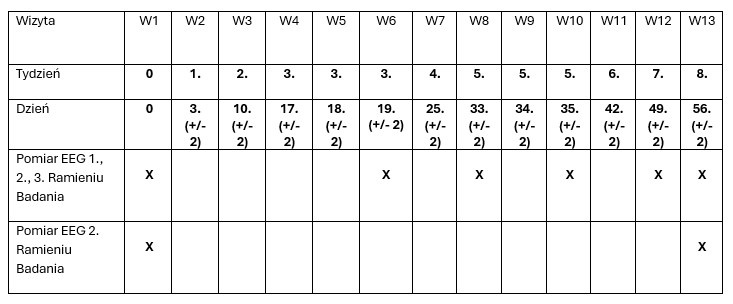 Wizyta W1 W2 W3 W4 W5 W6 W7 W8 W9 W10 W11 W12 W13
Tydzień 0 1. 2. 3. 3. 3. 4. 5. 5. 5. 6. 7. 8.
Dzień 0 3. 10. 17. 18. 19. 25. 33. 34. 35. 42. 49. 56.
(+/- (+/- (+/- (+/- (+/- 2) (+/- (+/- (+/- (+/- (+/- (+/- (+/-
2) 2) 2) 2) 2) 2) 2) 2) 2) 2) 2)
Pomiar EEG 1.,
2., 3. Ramieniu X X X X X X
Badania
Pomiar EEG 2.
Ramieniu X X
Badania